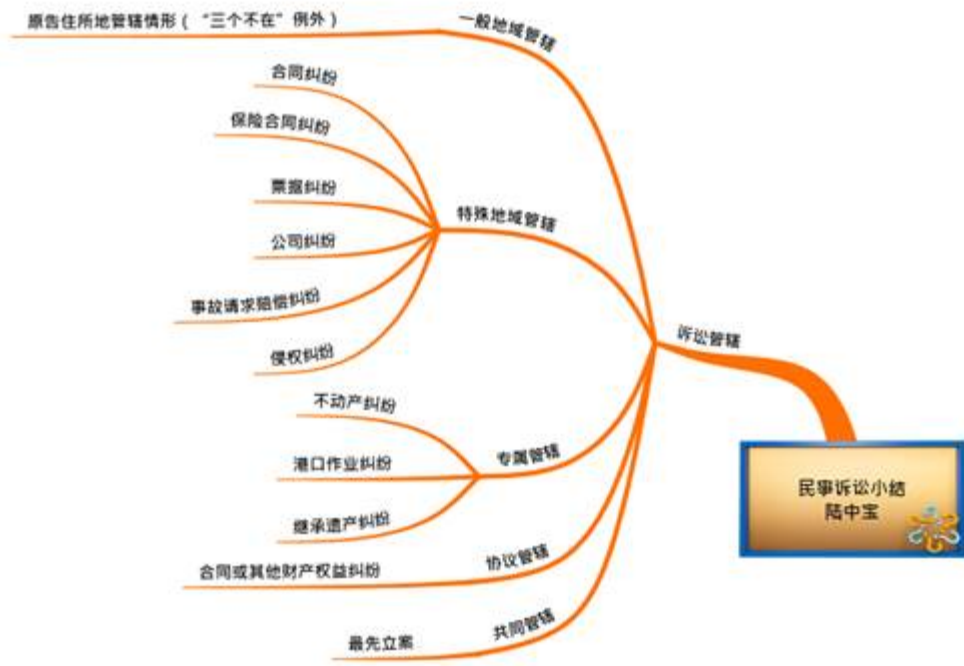 原告住所地管辖情形（“三个不在”例外）
一般地域管辖
合同纠纷
保险合同纠纷
票据纠纷
公司纠纷
事故请求赔偿纠纷
侵权纠纷
特殊地域管辖
诉讼管辖
不动产纠纷
港口作业纠纷
继承遗产纠纷
专属管辖
合同或其他财产权益纠纷
协议管辖
最先立案
共同管辖
民事诉讼小结
陆中宝